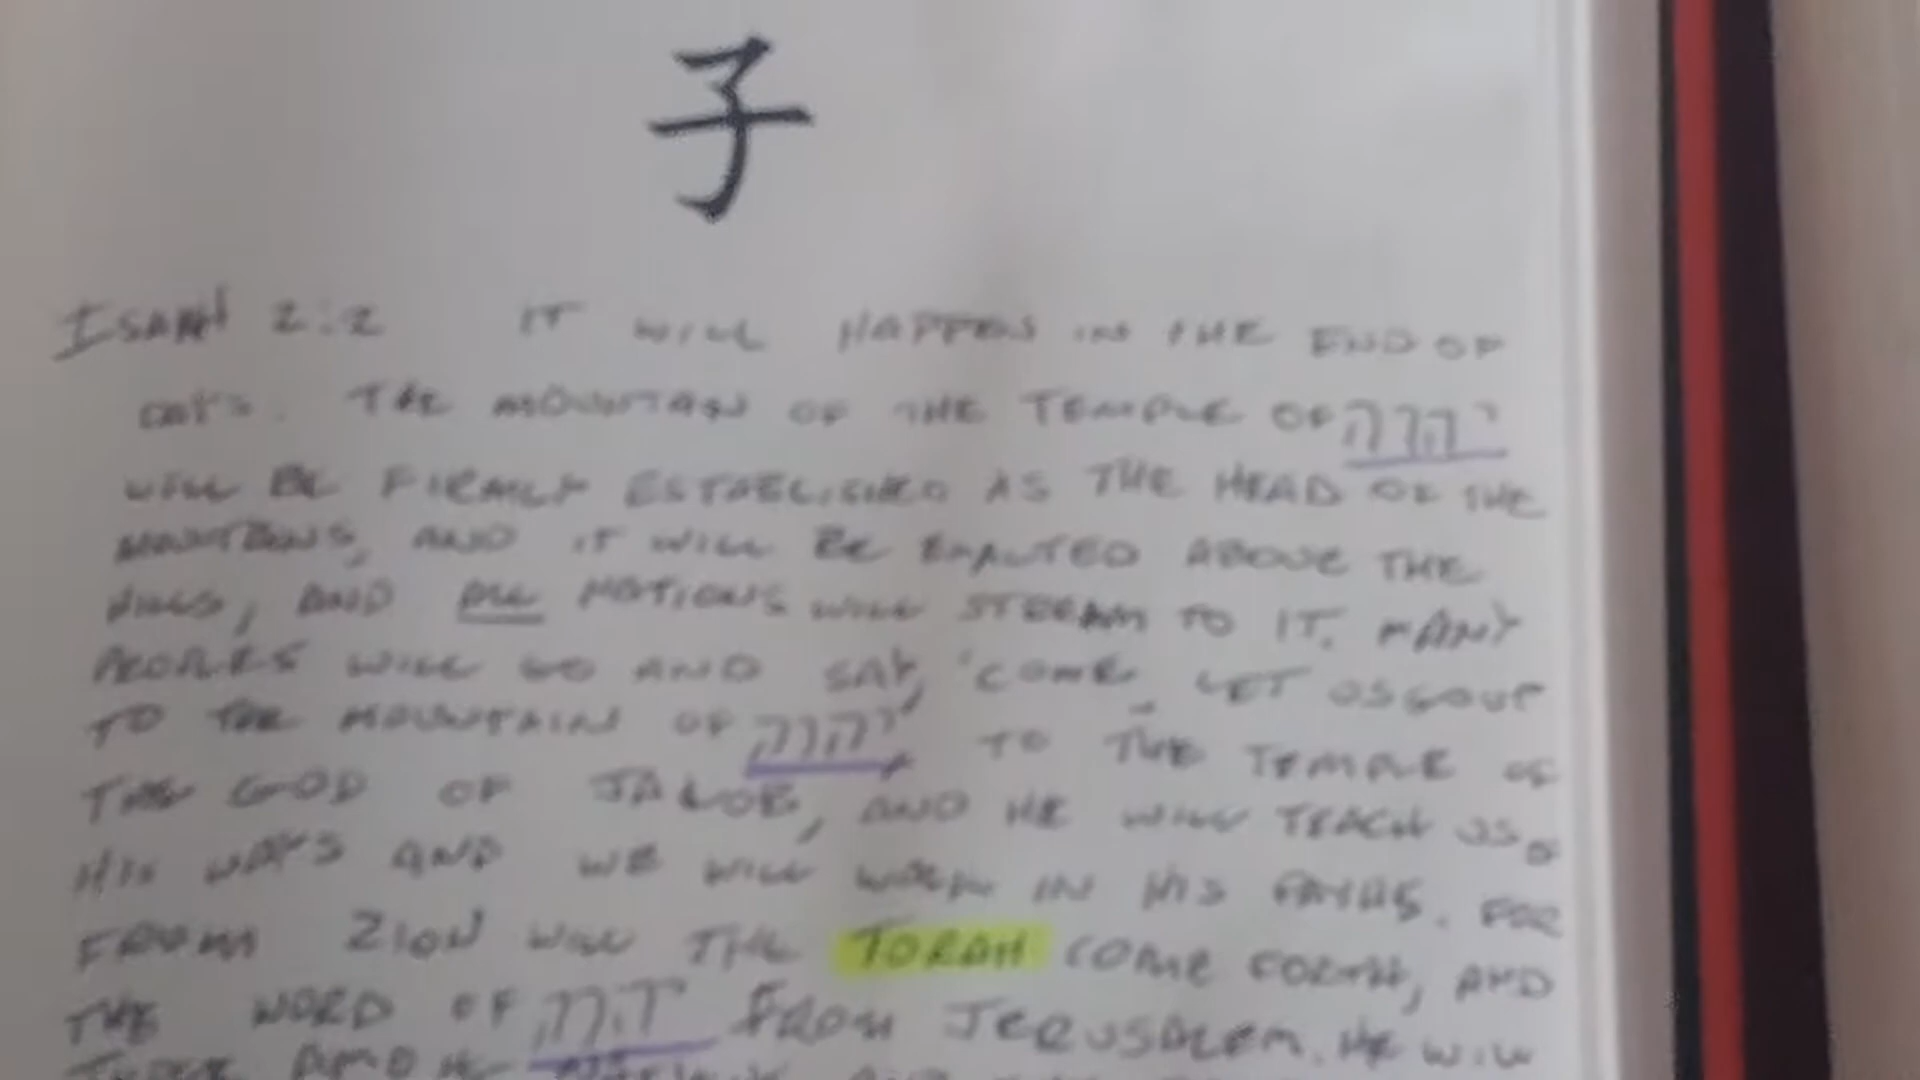 子
Isaiah 2:2 IT WILL HAPPEN IN THE END OF
DAYS. THE MOUNTAIN OF THE TEMPLE OF יהוה
WILL BE FIRMLY ESTABLISHED AS THE HEAD OF THE
MOUNTAINS, AND IT WILL BE EXALTED ABOVE THE
HILLS, AND ALL NATIONS WILL STREAM TO IT. MANY
PEOPLES WILL GO AND SAY, 'COME, LET US GO UP
TO THE MOUNTAIN OF יהוה, TO THE TEMPLE OF
THE GOD OF JACOB, AND HE WILL TEACH US OF
HIS WAYS AND WE WILL WALK IN HIS PATHS. FOR
FROM ZION WILL THE TORAH COME FORTH, AND
THE WORD OF יהוה FROM JERUSALEM. HE WILL